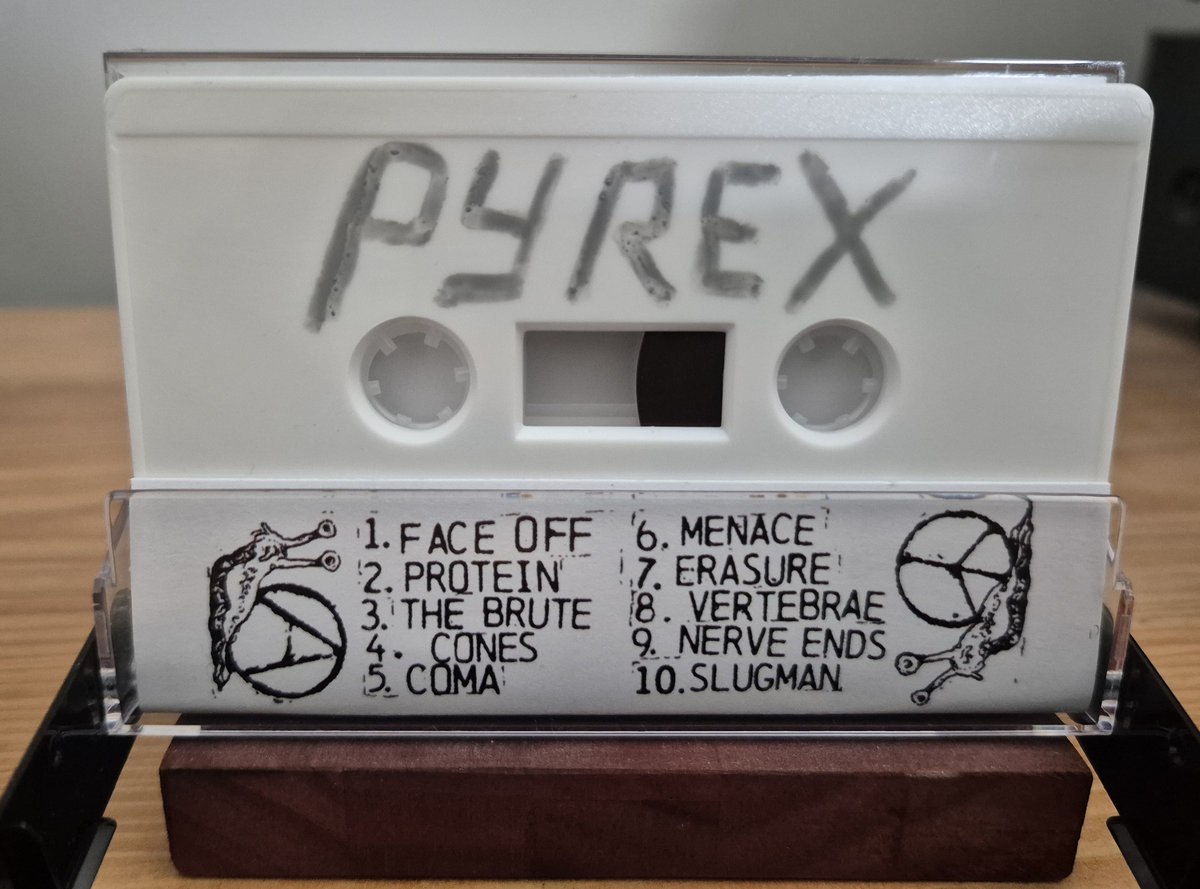 PYREX
1. FACE OFF
2. PROTEIN
3. THE BRUTE
4. CONES
5. COMA
6. MENACE
7. ERASURE
8. VERTEBRAE
9. NERVE ENDS
10. SLUGMAN